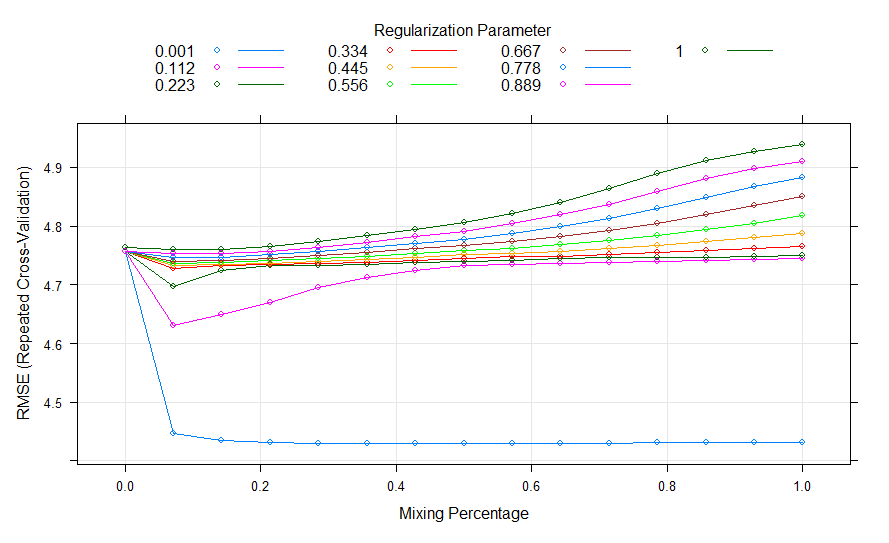 Regularization Parameter
0.001 0.334 0.667 1
0.112 0.445 0.778
0.223 0.556 0.889
RMSE (Repeated Cross-Validation)
4.9
4.8
4.7
4.6
4.5
0.0 0.2 0.4 0.6 0.8 1.0
Mixing Percentage